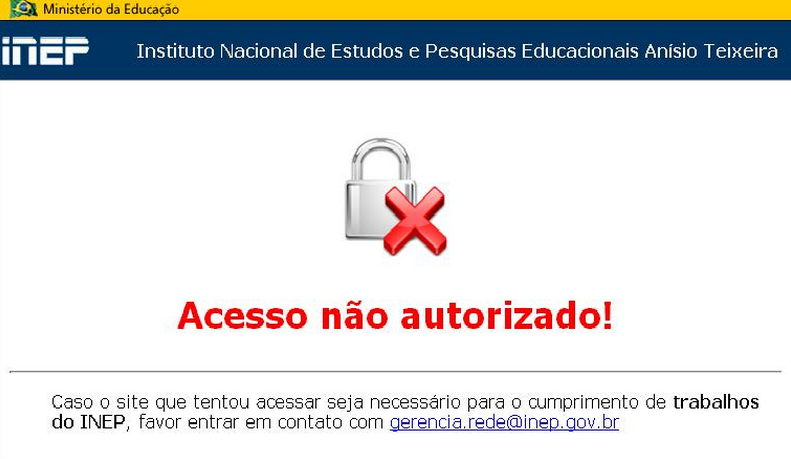 Ministério da Educação
INEP Instituto Nacional de Estudos e Pesquisas Educacionais Anísio Teixeira
Acesso não autorizado!
Caso o site que tentou acessar seja necessário para o cumprimento de trabalhos
do INEP, favor entrar em contato com gerencia.rede@inep.gov.br